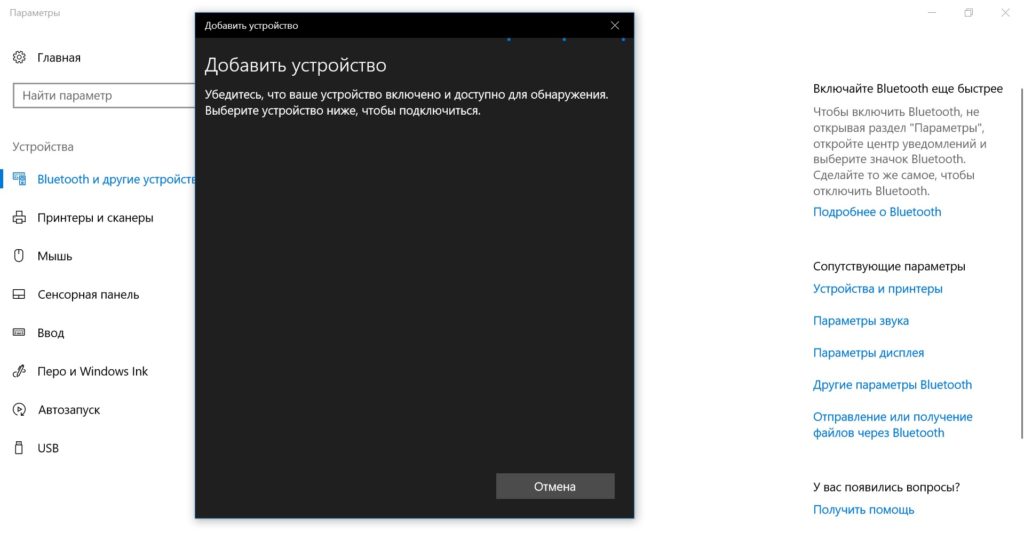 Параметры
Главная
Найти параметр
Устройства
Bluetooth и другие устройств
Принтеры и сканеры
Мышь
Сенсорная панель
Ввод
Перо и Windows Ink
Автозапуск
USB
Добавить устройство
Добавить устройство
Убедитесь, что ваше устройство включено и доступно для обнаружения.
Выберите устройство ниже, чтобы подключиться.
Отмена
Включайте Bluetooth еще быстрее
Чтобы включить Bluetooth, не
открывая раздел "Параметры",
откройте центр уведомлений и
выберите значок Bluetooth.
Сделайте то же самое, чтобы
отключить Bluetooth.
Подробнее о Bluetooth
Сопутствующие параметры
Устройства и принтеры
Параметры звука
Параметры дисплея
Другие параметры Bluetooth
Отправление или получение
файлов через Bluetooth
У вас появились вопросы?
Получить помощь